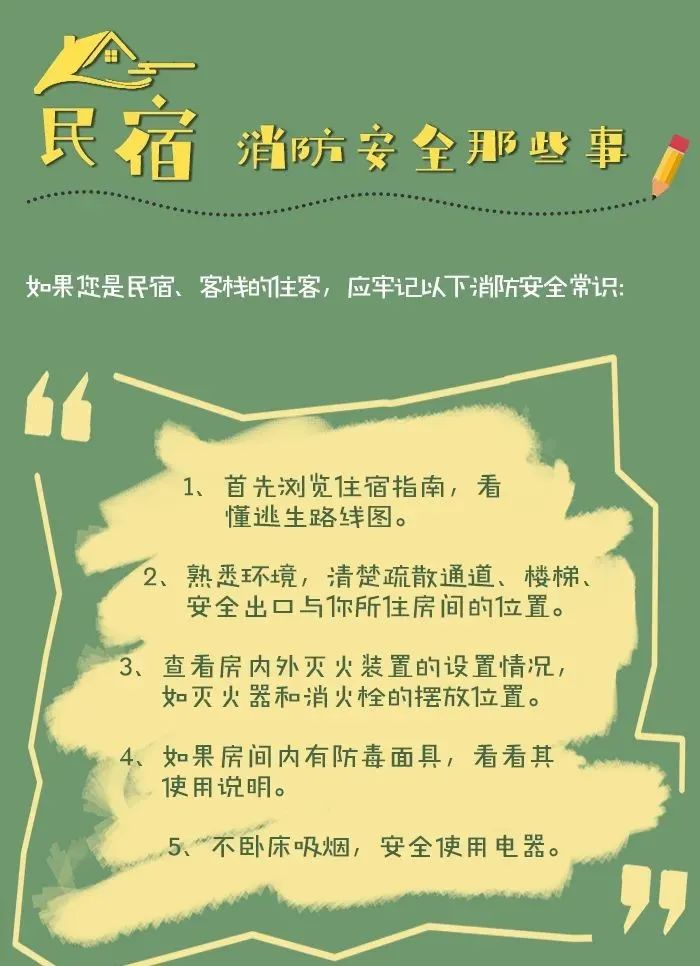 民宿 消防安全那些事
如果您是民宿、客栈的住客，应牢记以下消防安全常识：
1、首先浏览住宿指南，看
懂逃生路线图。
2、熟悉环境，清楚疏散通道、楼梯、
安全出口与你所住房间的位置。
3、查看房内外灭火装置的设置情况，
如灭火器和消火栓的摆放位置。
4、如果房间内有防毒面具，看看其
使用说明。
5、不卧床吸烟，安全使用电器。